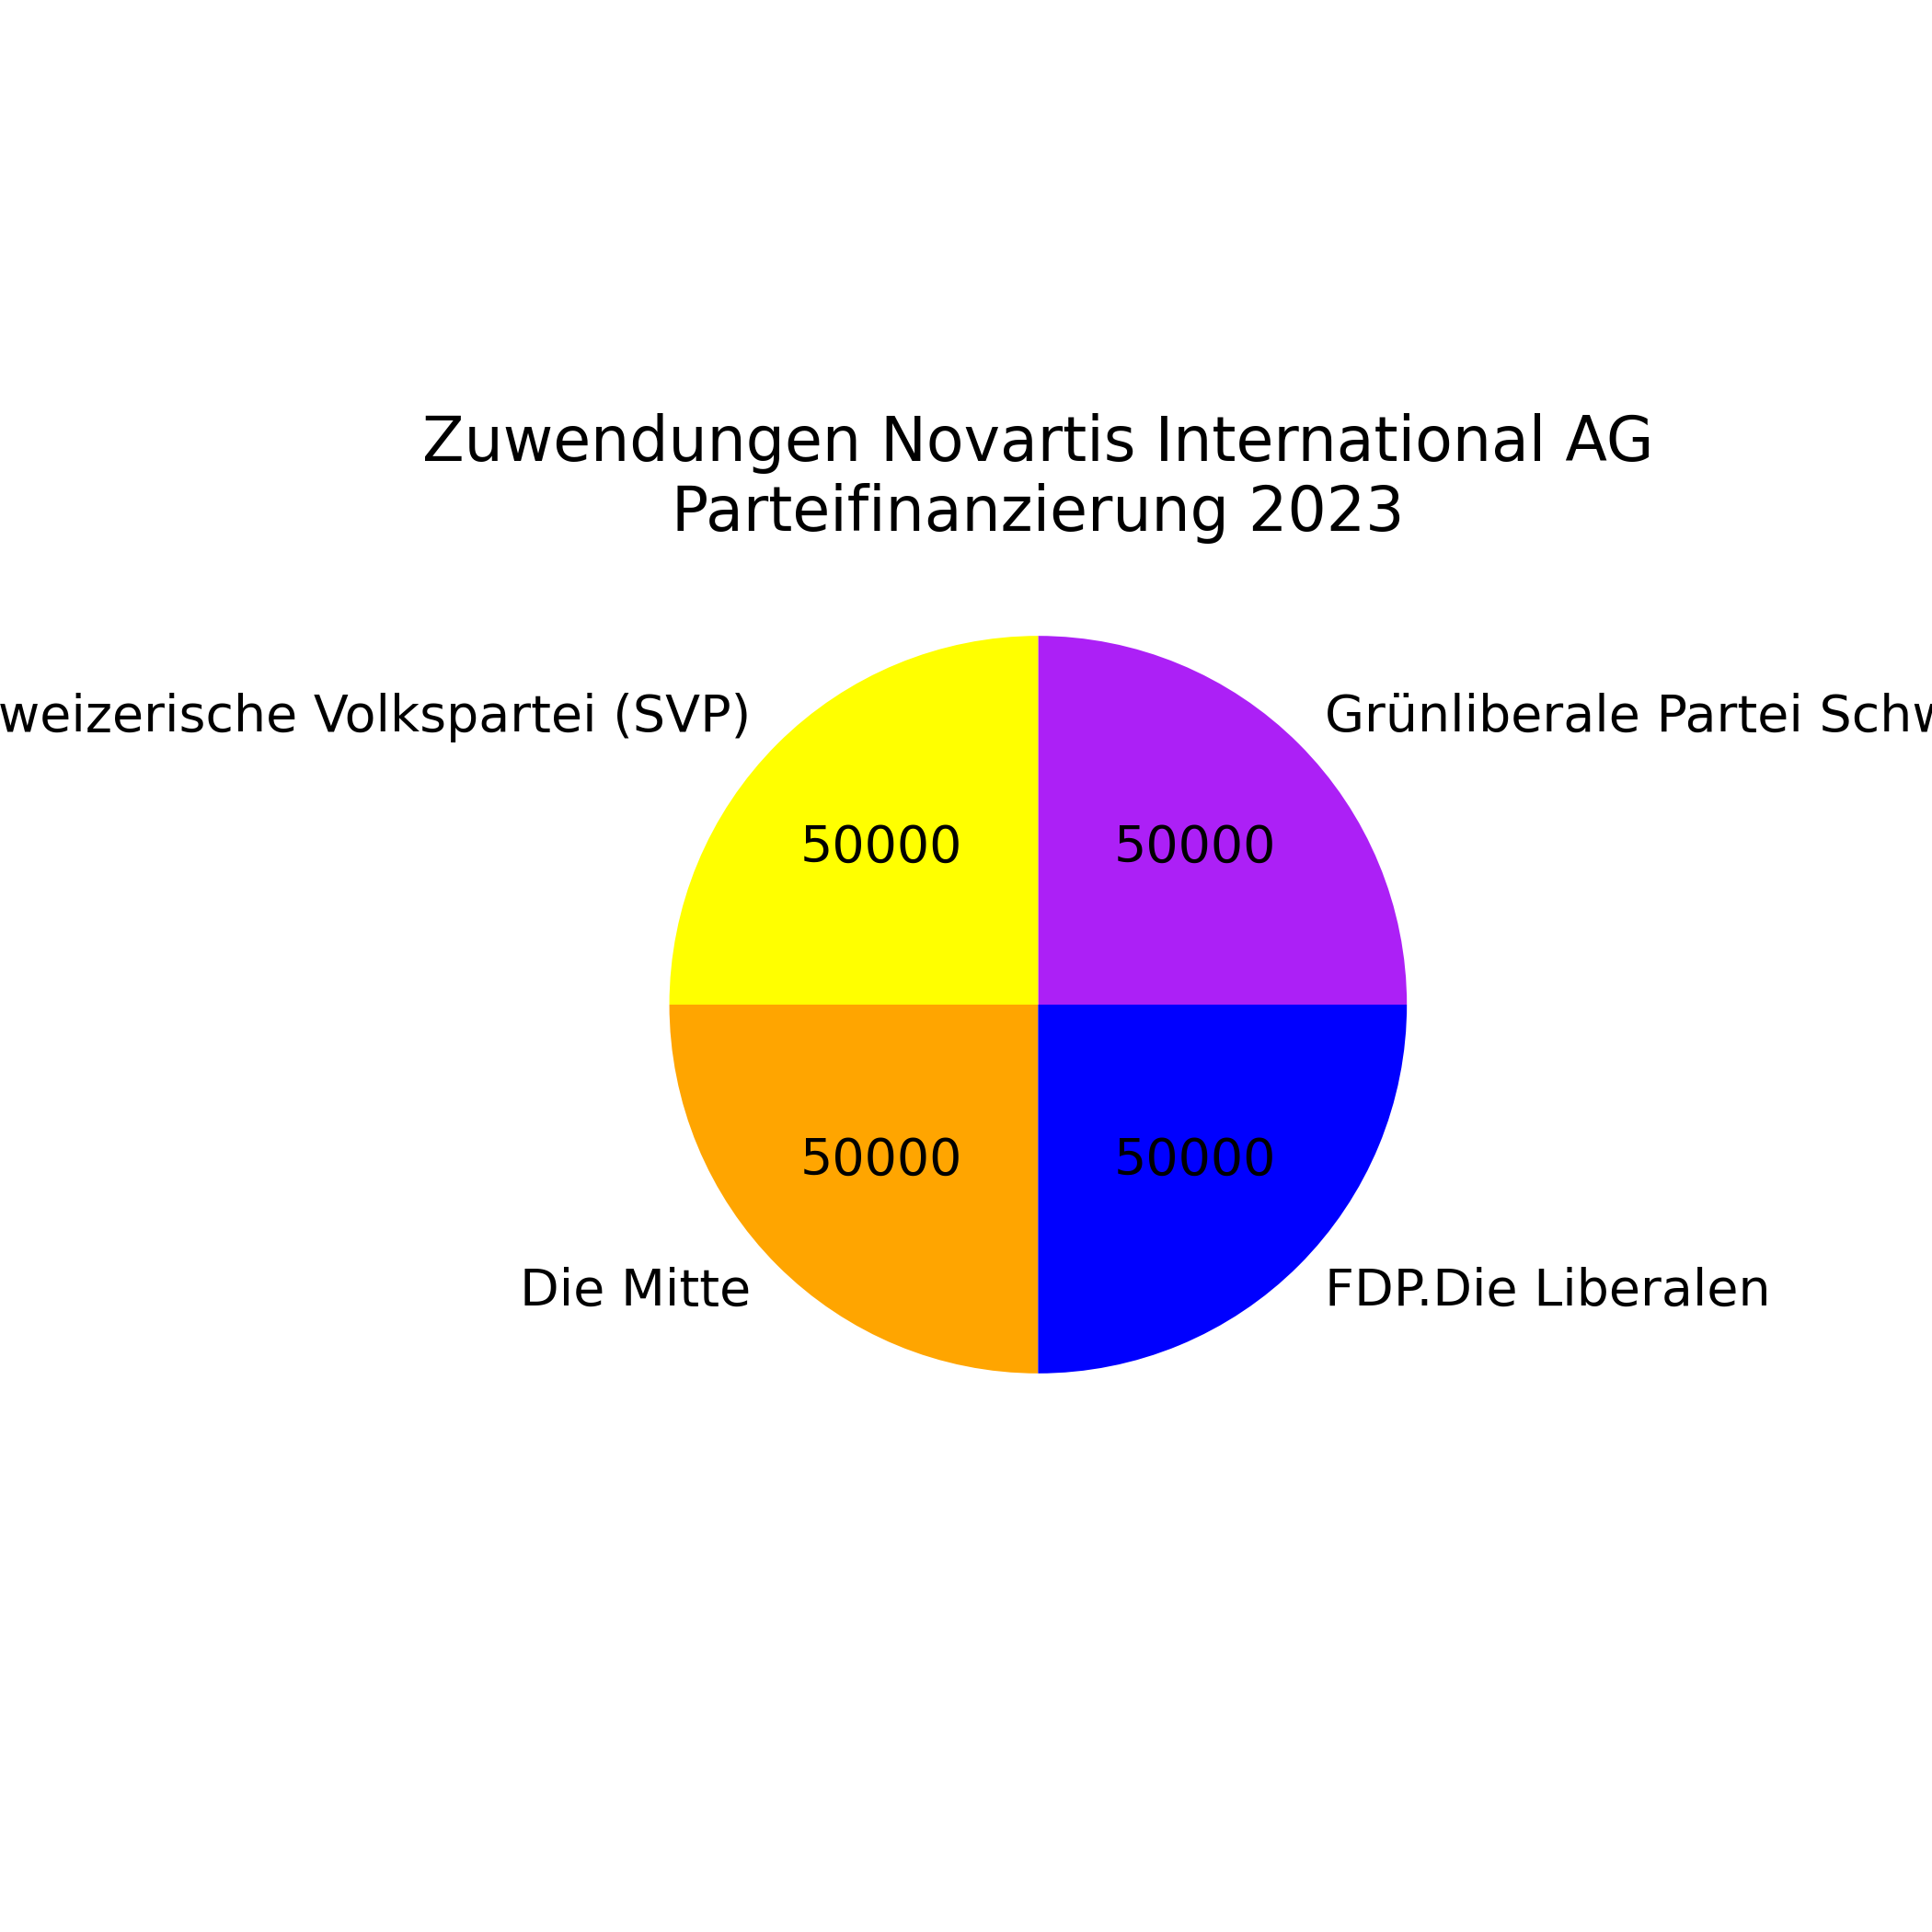 Zuwendungen Novartis International AG
Parteifinanzierung 2023
weizerische Volkspartei (SVP)
Grünliberale Partei Schw
50000
50000
50000
50000
Die Mitte
FDP.Die Liberalen